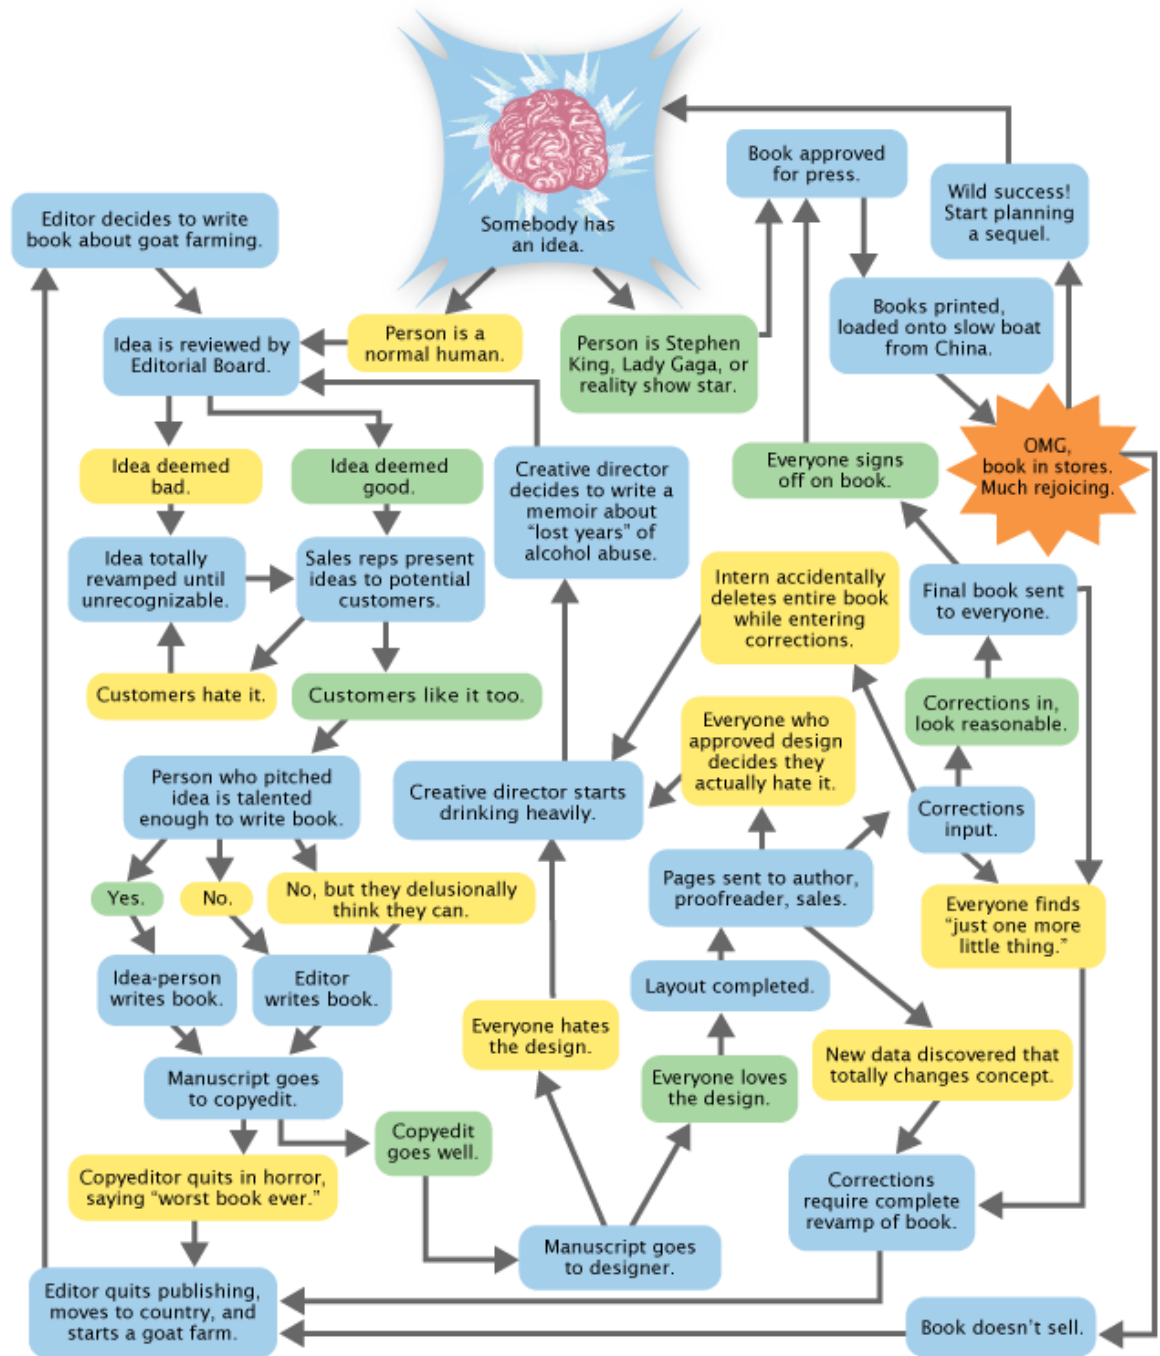 Somebody has
an idea.
Book approved
for press.
Wild success!
Start planning
a sequel.
Editor decides to write
book about goat farming.
Books printed,
loaded onto slow boat
from China.
Idea is reviewed by
Editorial Board.
Person is a
normal human.
Person is Stephen
King, Lady Gaga, or
reality show star.
OMG,
book in stores.
Much rejoicing.
Idea deemed
bad.
Idea deemed
good.
Creative director
decides to write a
memoir about
“lost years” of
alcohol abuse.
Everyone signs
off on book.
Idea totally
revamped until
unrecognizable.
Sales reps present
ideas to potential
customers.
Intern accidentally
deletes entire book
while entering
corrections.
Final book sent
to everyone.
Customers hate it.
Customers like it too.
Everyone who
approved design
decides they
actually hate it.
Corrections in,
look reasonable.
Person who pitched
idea is talented
enough to write book.
Creative director starts
drinking heavily.
Corrections
input.
Yes.
No.
No, but they delusionally
think they can.
Pages sent to author,
proofreader, sales.
Everyone finds
“just one more
little thing.”
Idea-person
writes book.
Editor
writes book.
Layout completed.
Everyone hates
the design.
New data discovered that
totally changes concept.
Manuscript goes
to copyedit.
Everyone loves
the design.
Copyedit
goes well.
Copyeditor quits in horror,
saying “worst book ever.”
Corrections
require complete
revamp of book.
Manuscript goes
to designer.
Editor quits publishing,
moves to country, and
starts a goat farm.
Book doesn’t sell.